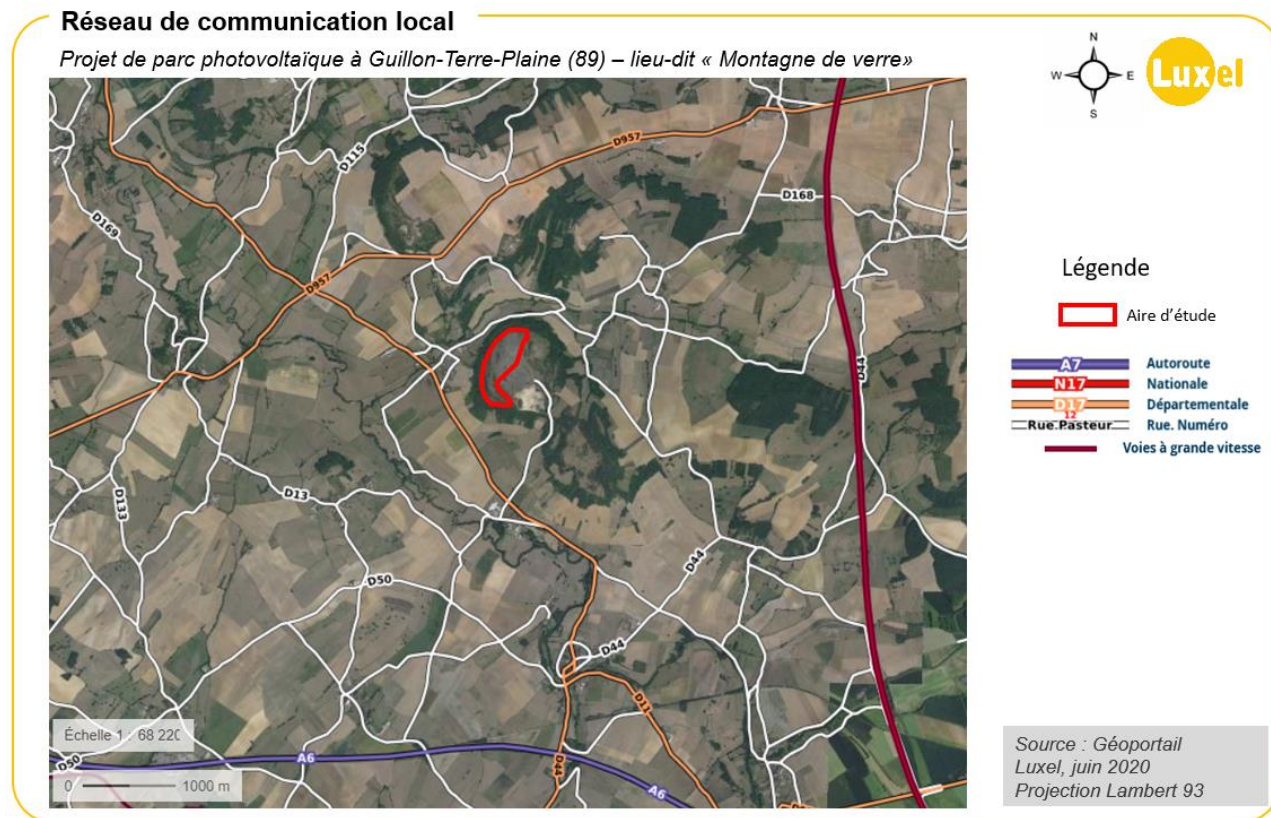 Réseau de communication local
Projet de parc photovoltaïque à Guillon-Terre-Plaine (89) – lieu-dit « Montagne de verre»
N
W
E
S
Luxel
D957
D115
D168
D169
D957
D44
D133
D13
D44
D50
D44
D11
Échelle 1 : 68 220
D50
A6
D44
A6
0
1000 m
Légende
Aire d'étude
A7 Autoroute
N17 Nationale
D17 Départementale
12
Rue Pasteur Rue. Numéro
Voies à grande vitesse
Source : Géoportail
Luxel, juin 2020
Projection Lambert 93